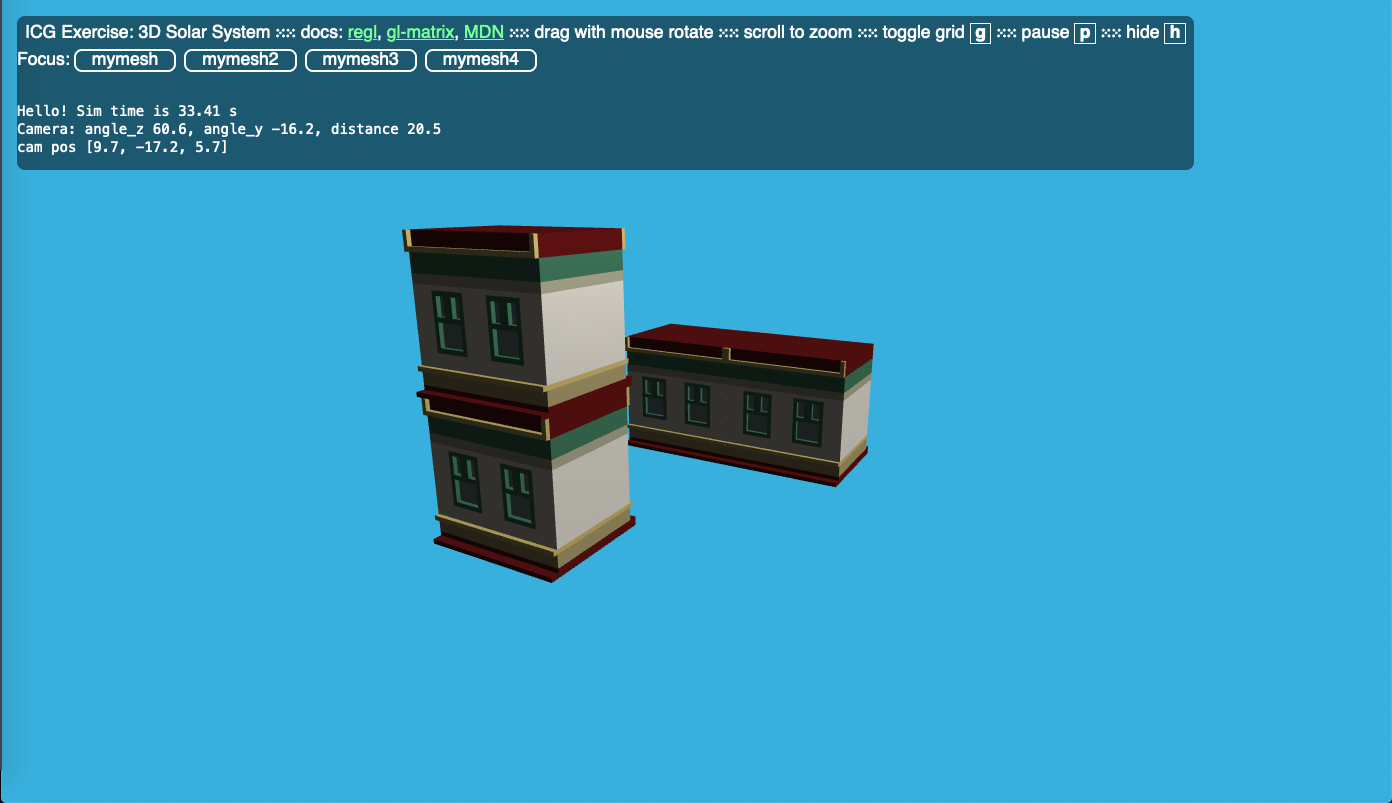 ICG Exercise: 3D Solar System ⁙⁙ docs: regl, gl-matrix, MDN ⁙⁙ drag with mouse rotate ⁙⁙ scroll to zoom ⁙⁙ toggle grid g ⁙⁙ pause p ⁙⁙ hide h
Focus: mymesh mymesh2 mymesh3 mymesh4
Hello! Sim time is 33.41 s
Camera: angle_z 60.6, angle_y -16.2, distance 20.5
cam pos [9.7, -17.2, 5.7]